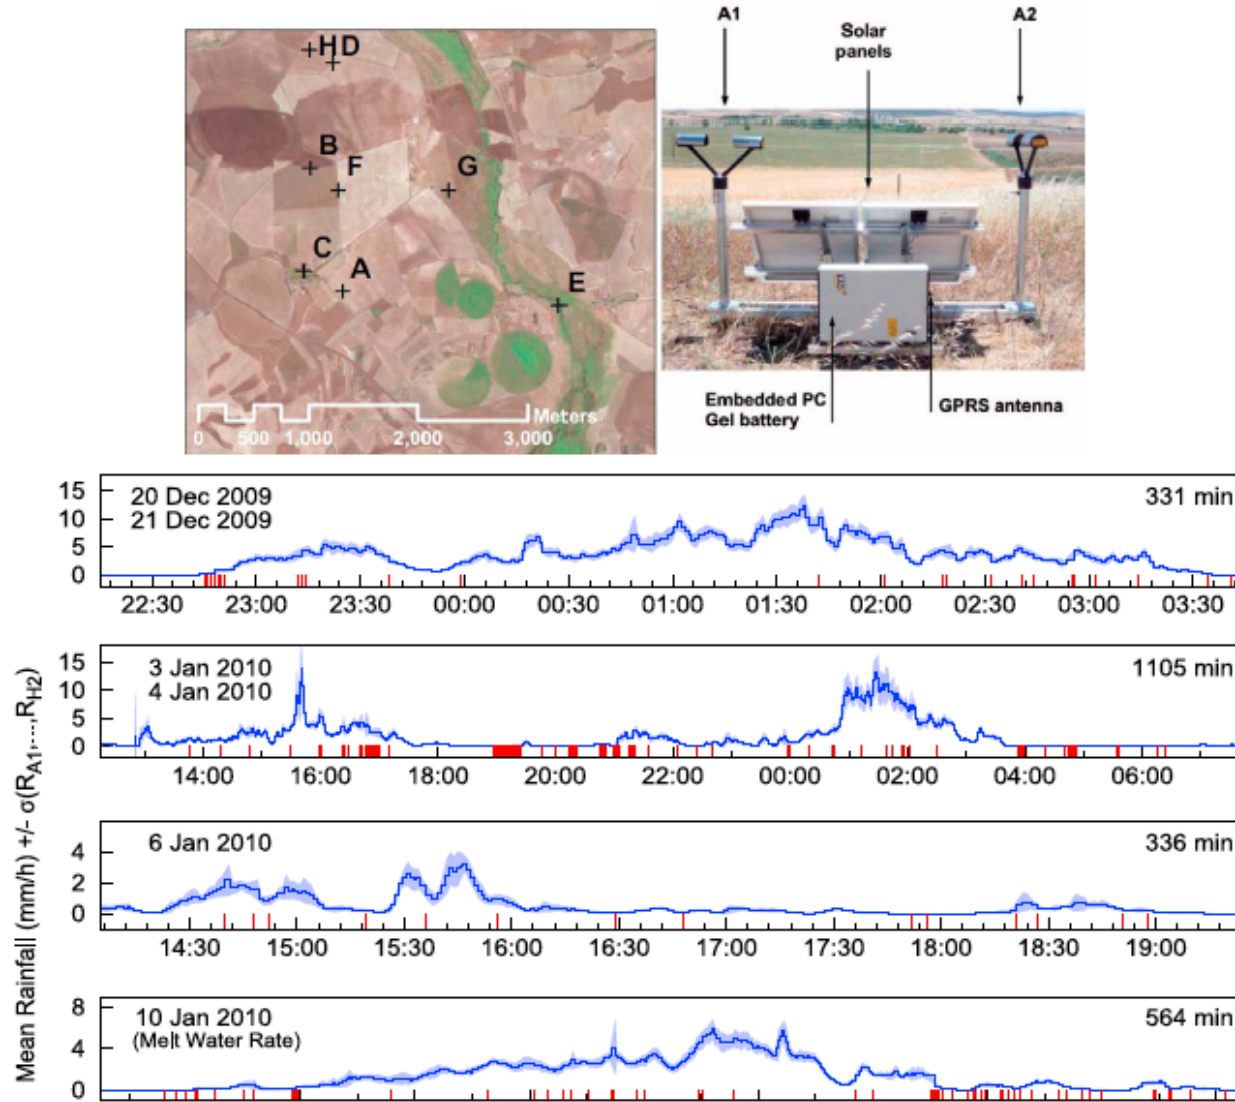 A1
A2
Solar
panels
H D
B
F
G
C
A
E
Meters
0 500 1,000 2,000 3,000
Embedded PC
Gel battery
GPRS antenna
Mean Rainfall (mm/h) +/- σ(R_A1,...,R_H2)
20 Dec 2009
21 Dec 2009
331 min
15
10
5
0
22:30 23:00 23:30 00:00 00:30 01:00 01:30 02:00 02:30 03:00 03:30
3 Jan 2010
4 Jan 2010
1105 min
15
10
5
0
14:00 16:00 18:00 20:00 22:00 00:00 02:00 04:00 06:00
6 Jan 2010
336 min
4
2
0
14:30 15:00 15:30 16:00 16:30 17:00 17:30 18:00 18:30 19:00
10 Jan 2010
(Melt Water Rate)
564 min
8
4
0